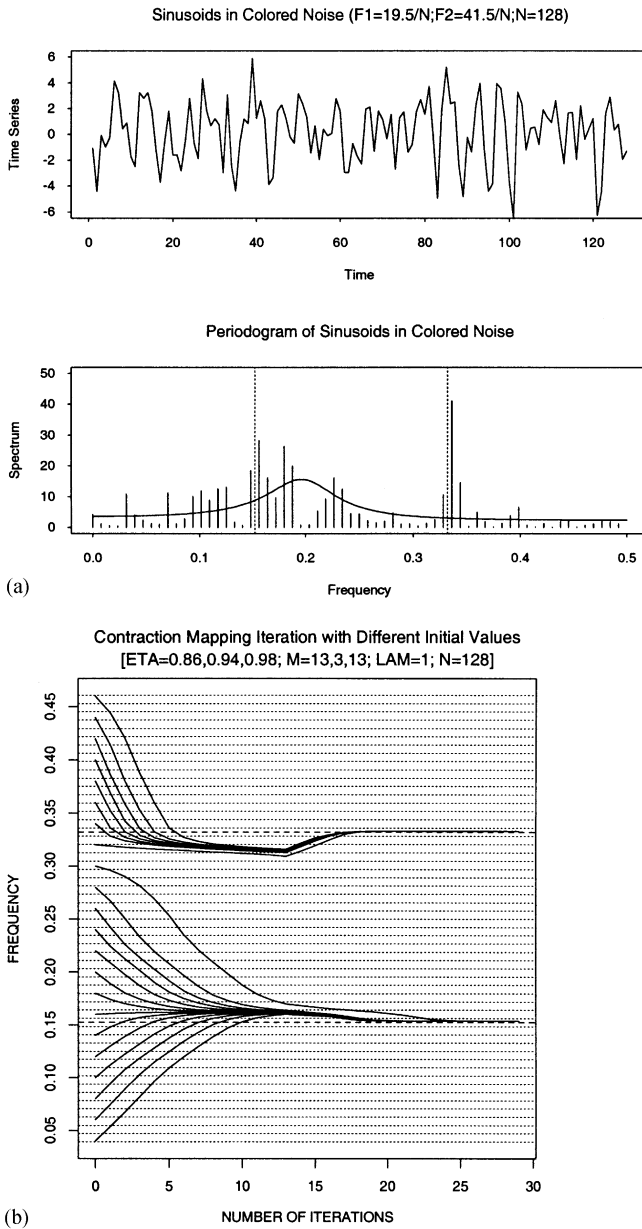 Sinusoids in Colored Noise (F1=19.5/N;F2=41.5/N;N=128)
Time Series
6
4
2
0
-2
-4
-6
0 20 40 60 80 100 120
Time
Periodogram of Sinusoids in Colored Noise
Spectrum
50
40
30
20
10
0
0.0 0.1 0.2 0.3 0.4 0.5
Frequency
(a)
Contraction Mapping Iteration with Different Initial Values
[ETA=0.86,0.94,0.98; M=13,3,13; LAM=1; N=128]
FREQUENCY
0.45
0.40
0.35
0.30
0.25
0.20
0.15
0.10
0.05
0 5 10 15 20 25 30
NUMBER OF ITERATIONS
(b)